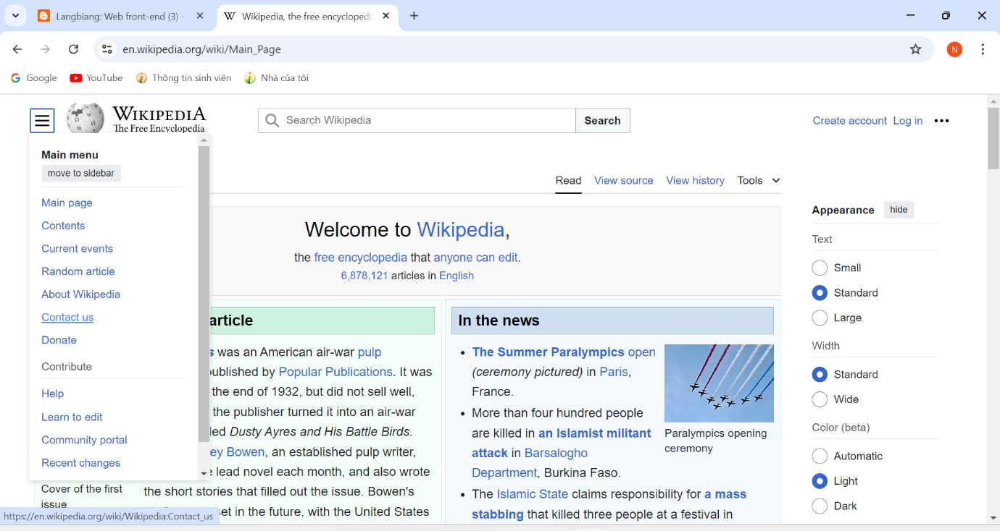 Langbiang: Web front-end (3) -
Wikipedia, the free encyclopedi
en.wikipedia.org/wiki/Main_Page
N
Google
YouTube
Thông tin sinh viên
Nhà của tôi
WIKIPEDIA
The Free Encyclopedia
Search Wikipedia
Search
Create account Log in
Main menu
move to sidebar
Main page
Contents
Current events
Random article
About Wikipedia
Contact us
Donate
Contribute
Help
Learn to edit
Community portal
Recent changes
Read View source View history Tools
Welcome to Wikipedia,
the free encyclopedia that anyone can edit.
6,878,121 articles in English
article
s was an American air-war pulp
ublished by Popular Publications. It was
the end of 1932, but did not sell well,
the publisher turned it into an air-war
led Dusty Ayres and His Battle Birds.
ey Bowen, an established pulp writer,
lead novel each month, and also wrote
the short stories that filled out the issue. Bowen's
set in the future, with the United States
Cover of the first
issue
In the news
The Summer Paralympics open
(ceremony pictured) in Paris,
France.
More than four hundred people
are killed in an Islamist militant
attack in Barsalogho
Department, Burkina Faso.
The Islamic State claims responsibility for a mass
stabbing that killed three people at a festival in
Paralympics opening
ceremony
Appearance hide
Text
Small
Standard
Large
Width
Standard
Wide
Color (beta)
Automatic
Light
Dark
https://en.wikipedia.org/wiki/Wikipedia:Contact_us